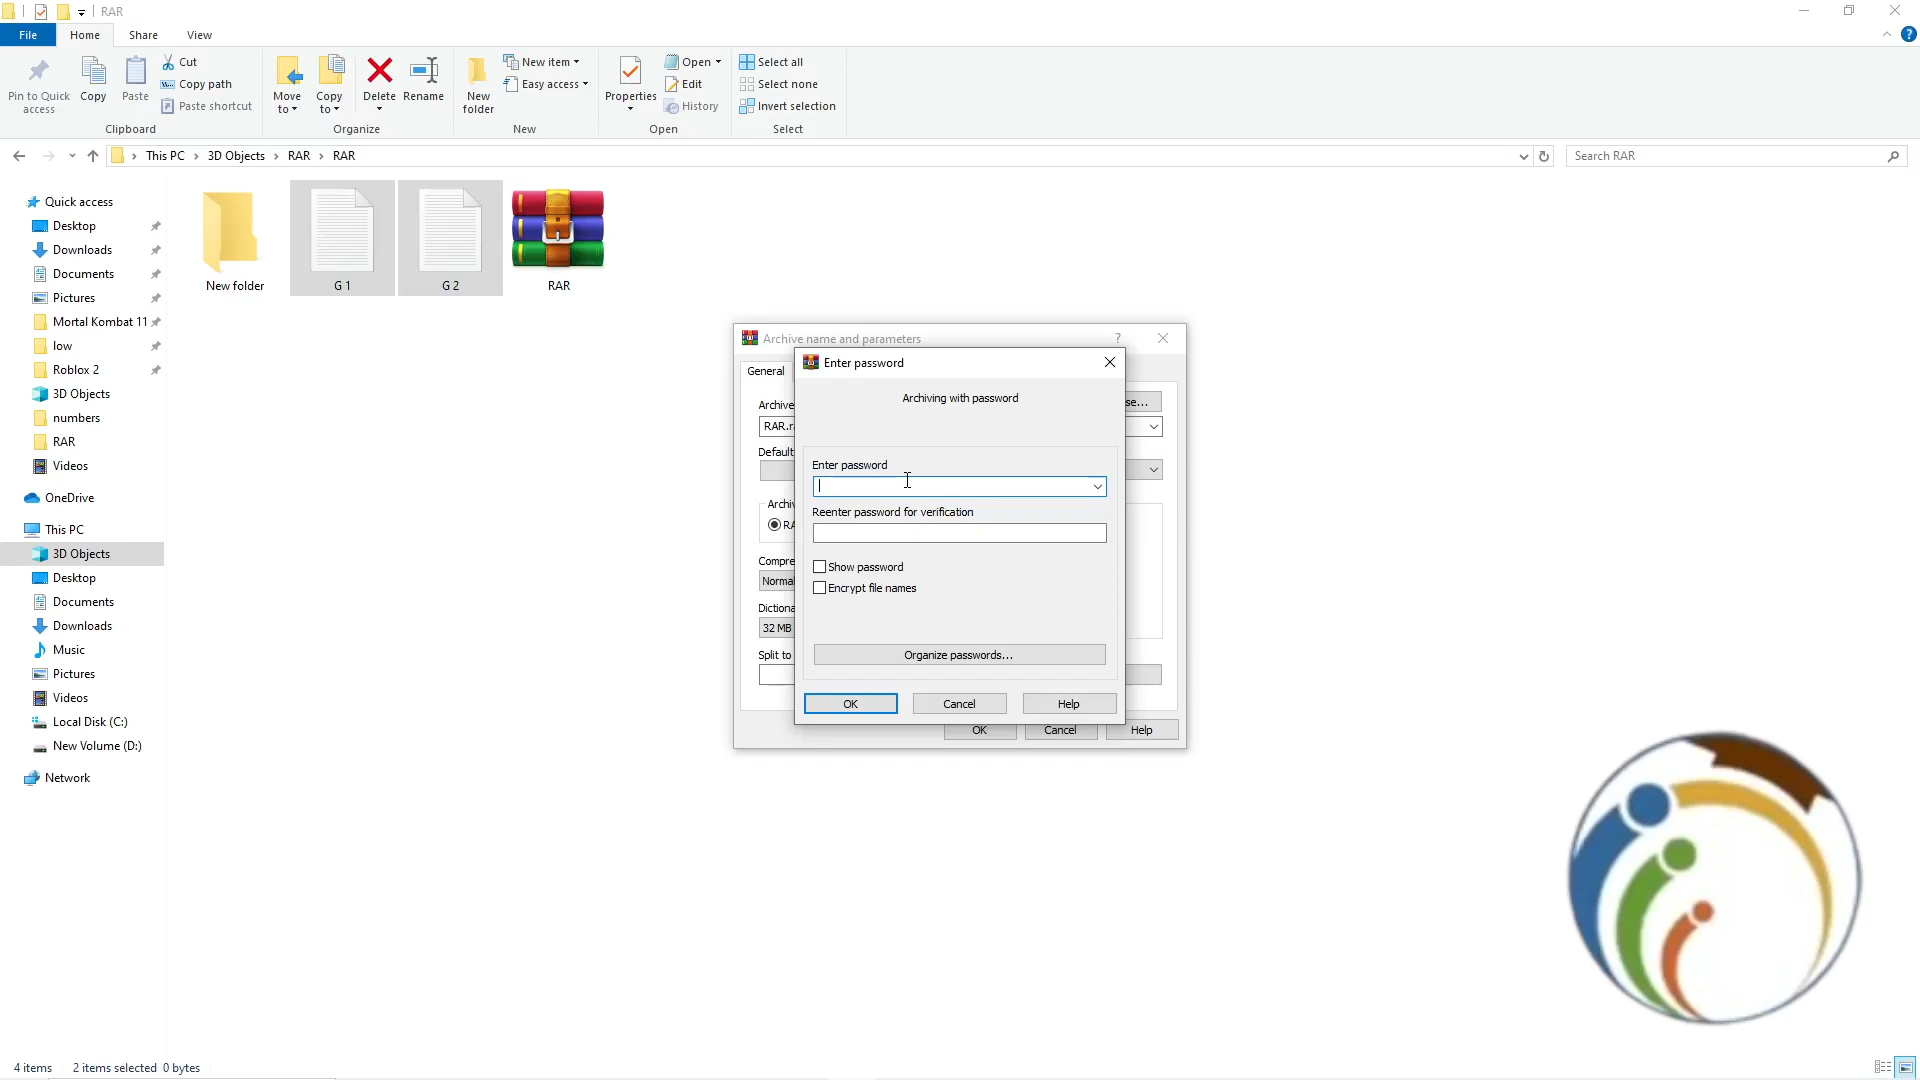 RAR
File Home Share View
Pin to Quick access
Copy
Paste
Cut
Copy path
Paste shortcut
Clipboard
Move to
Copy to
Delete
Rename
Organize
New folder
New item
Easy access
New
Properties
Open
Edit
History
Open
Select all
Select none
Invert selection
Select
This PC > 3D Objects > RAR > RAR
Search RAR
Quick access
Desktop
Downloads
Documents
Pictures
Mortal Kombat 11
low
Roblox 2
3D Objects
numbers
RAR
Videos
OneDrive
This PC
3D Objects
Desktop
Documents
Downloads
Music
Pictures
Videos
Local Disk (C:)
New Volume (D:)
Network
New folder
G 1
G 2
RAR
Archive name and parameters
?
General
Archive
se...
RAR.r
Default
Archiv
RA
Compre
Normal
Dictiona
32 MB
Split to
OK Cancel Help
Enter password
Archiving with password
Enter password
Reenter password for verification
Show password
Encrypt file names
Organize passwords...
OK Cancel Help
4 items 2 items selected 0 bytes